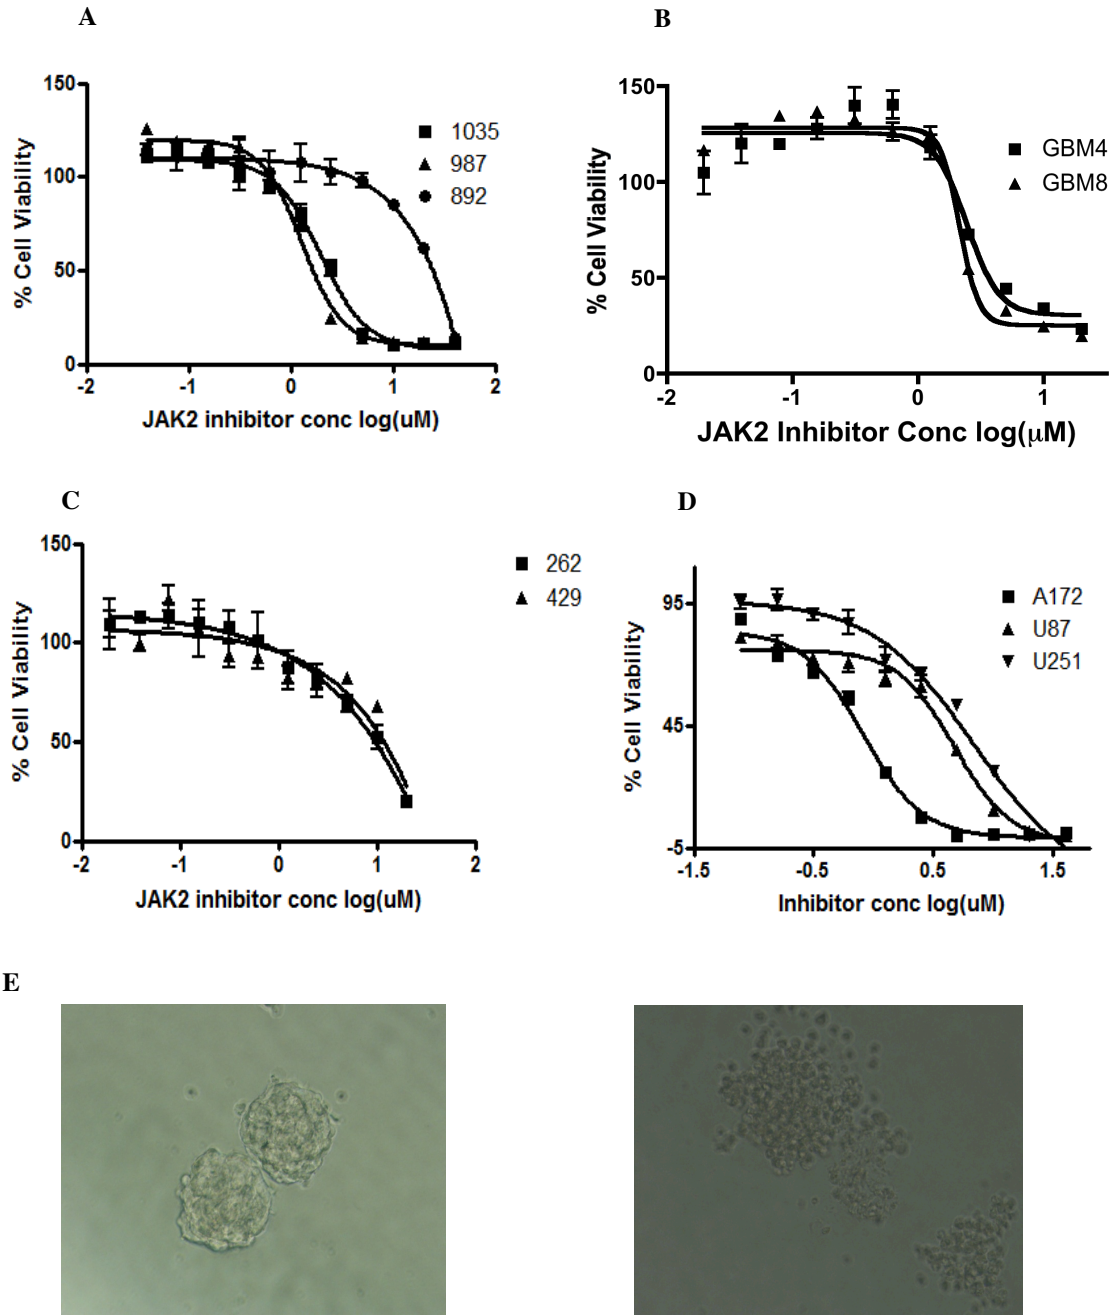 A
B
150
100
50
0
-2
-1
0
1
2
% Cell Viability
JAK2 inhibitor conc log(uM)
1035
987
892
150
100
50
0
-2
-1
0
1
% Cell Viability
JAK2 Inhibitor Conc log(µM)
GBM4
GBM8
C
D
150
100
50
0
-2
-1
0
1
2
% Cell Viability
JAK2 inhibitor conc log(uM)
262
429
95
45
-5
-1.5
-0.5
0.5
1.5
% Cell Viability
Inhibitor conc log(uM)
A172
U87
U251
E